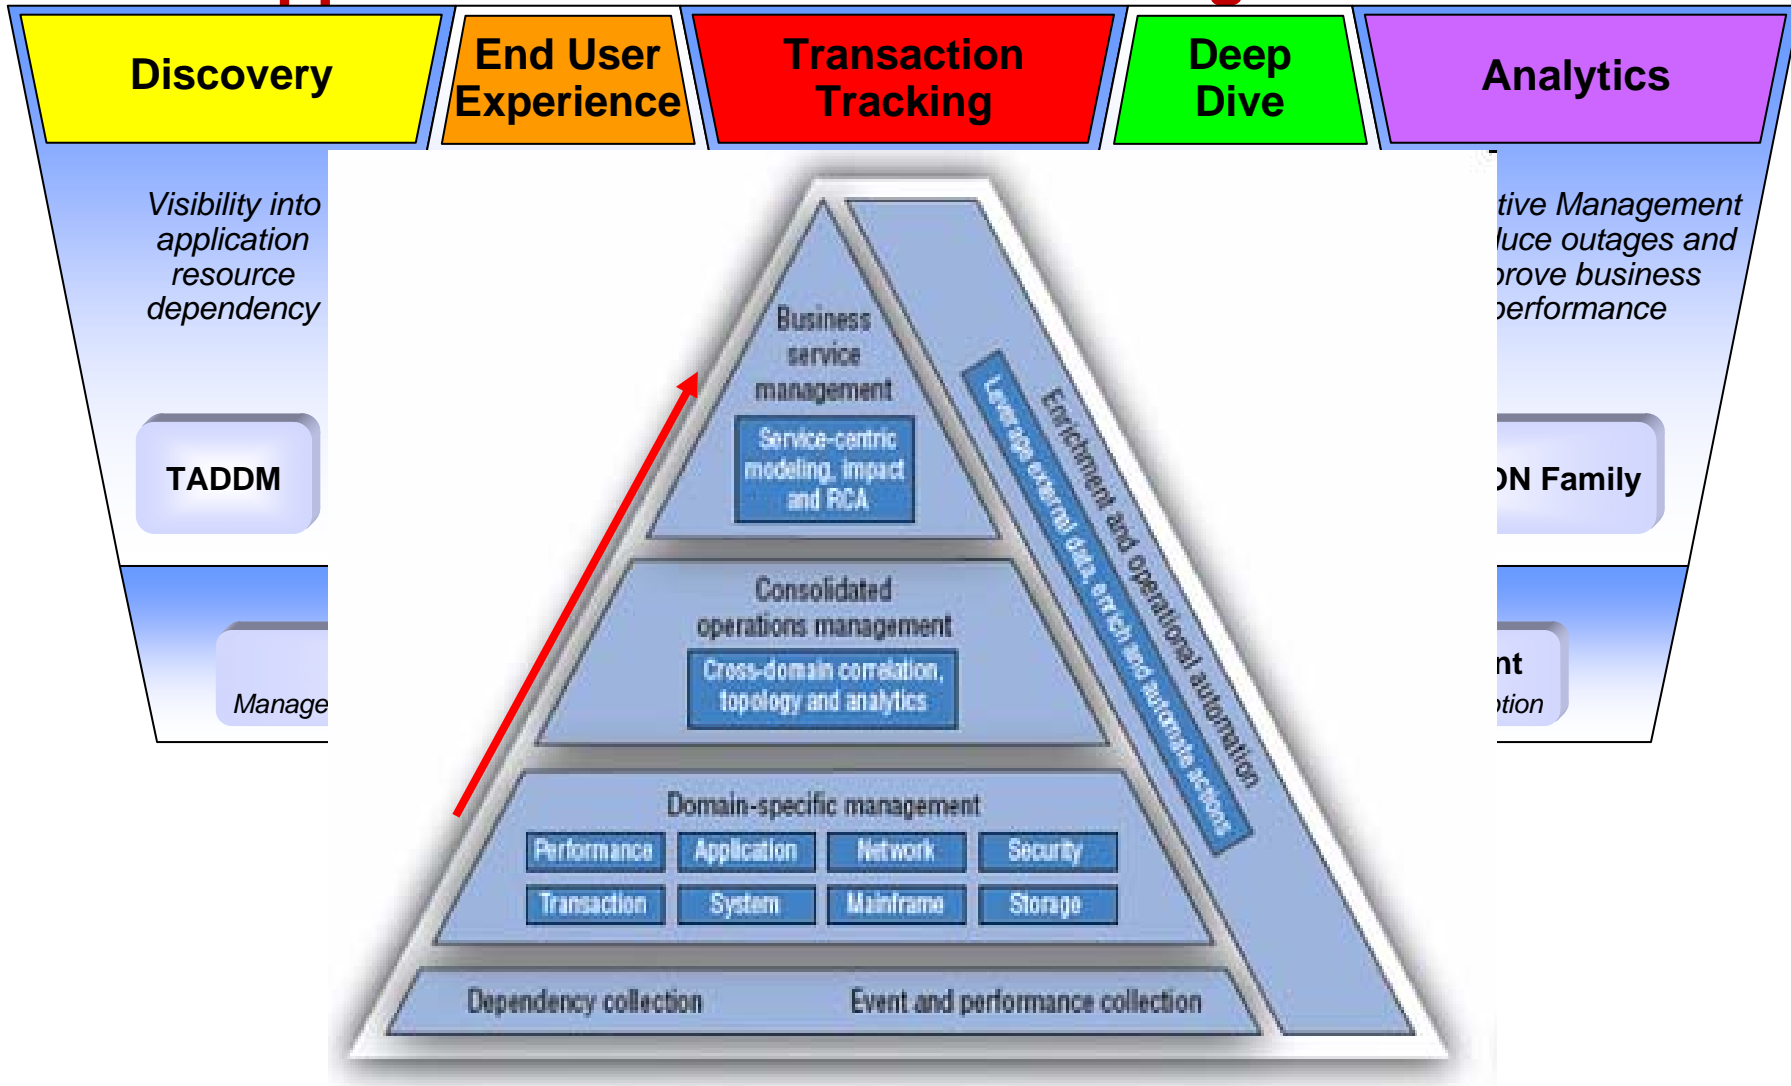 Discovery
End User
Experience
Transaction
Tracking
Deep
Dive
Analytics
Visibility into
application
resource
dependency
tive Management
duce outages and
prove business
performance
TADDM
ON Family
Manage
nt
ption
Business
service
management
Service-centric
modeling, impact
and RCA
Consolidated
operations management
Cross-domain correlation,
topology and analytics
Domain-specific management
Performance
Application
Network
Security
Transaction
System
Mainframe
Storage
Dependency collection
Event and performance collection
Enrichment and operational automation
Leverage external data, enrich and automate actions